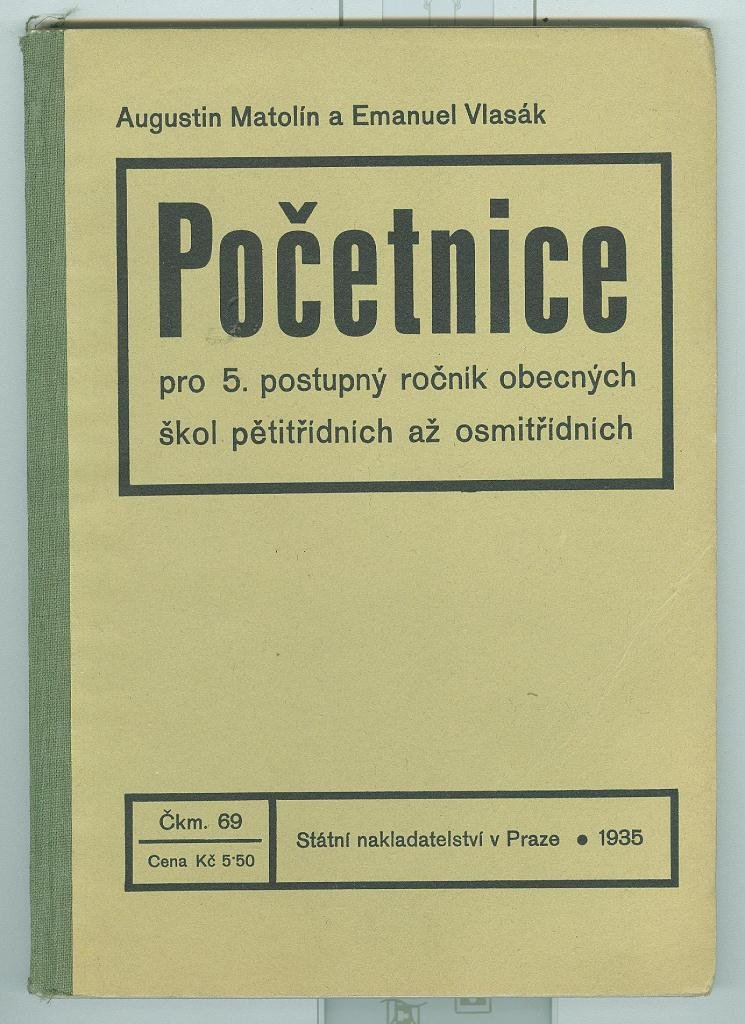 Augustin Matolín a Emanuel Vlasák
Početnice
pro 5. postupný ročník obecných
škol pětitřídních až osmitřídních
Čkm. 69
Cena Kč 5·50
Státní nakladatelství v Praze ● 1935